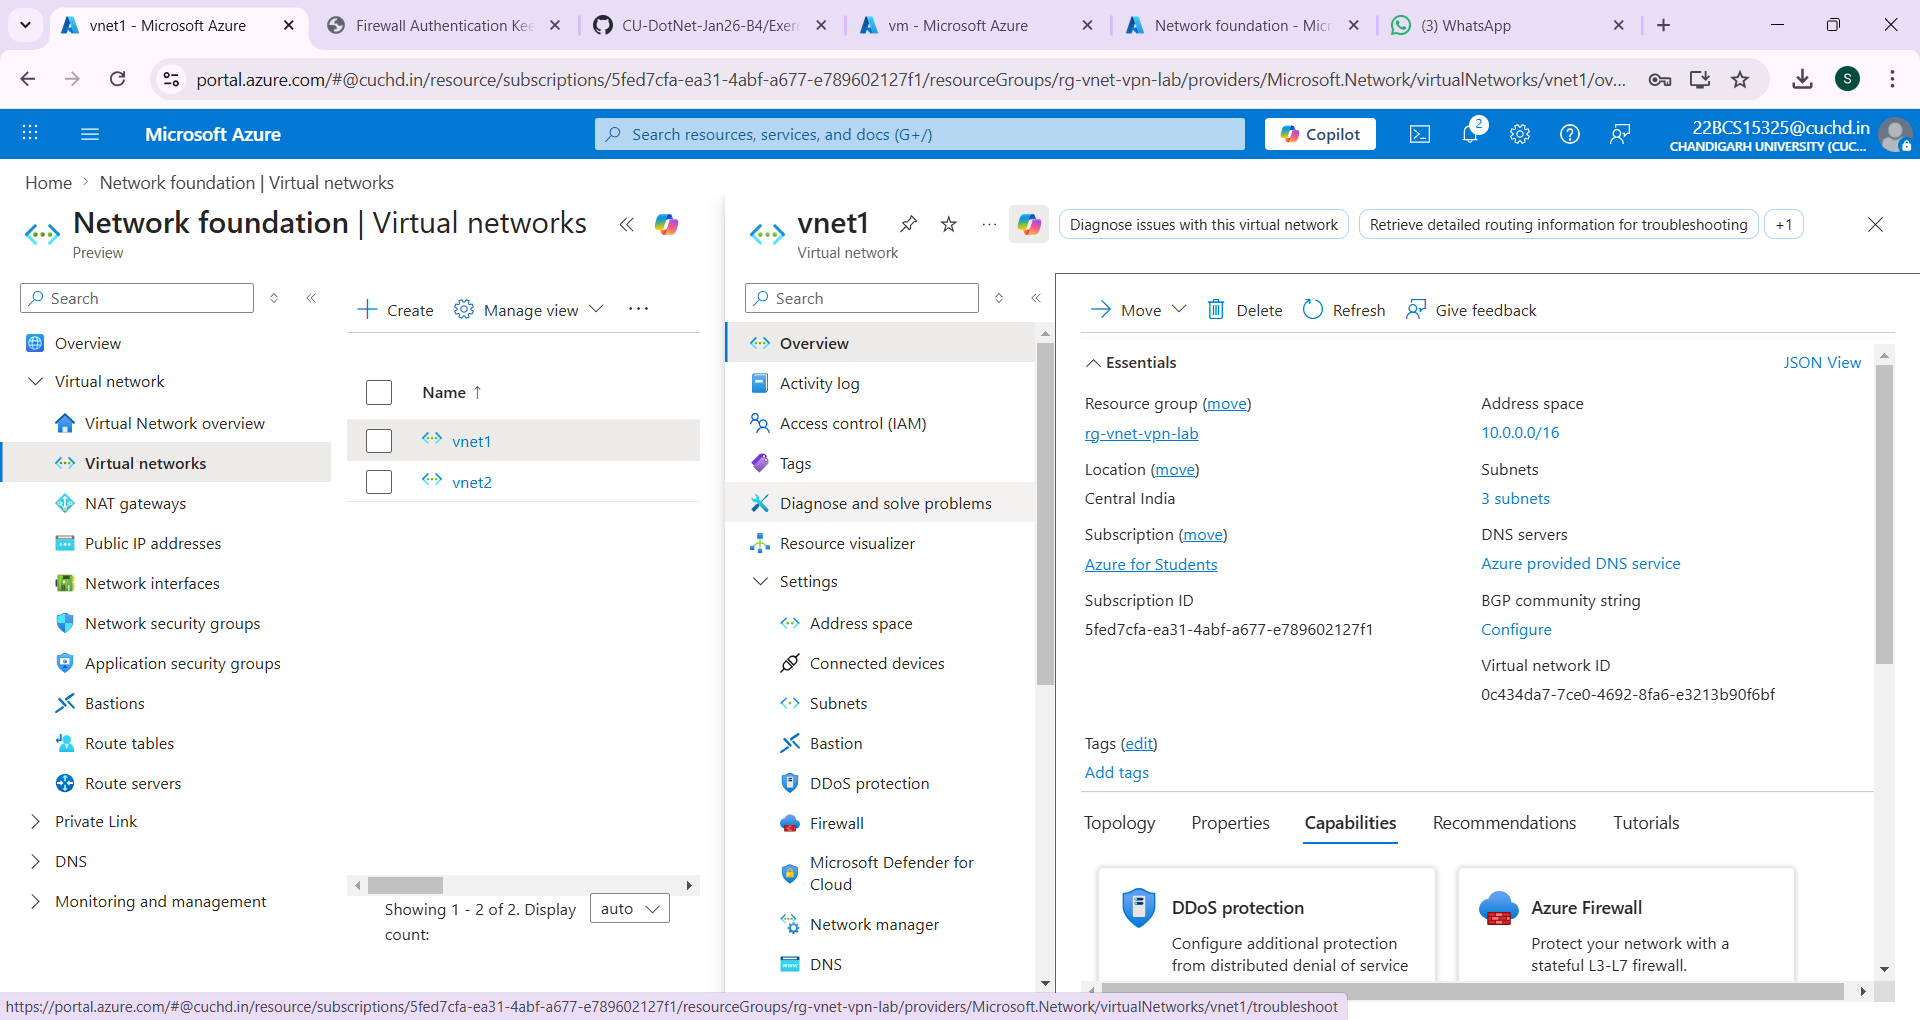 vnet1 - Microsoft Azure
Firewall Authentication Kee
CU-DotNet-Jan26-B4/Exerc
vm - Microsoft Azure
Network foundation - Micr
(3) WhatsApp
portal.azure.com/#@cuchd.in/resource/subscriptions/5fed7cfa-ea31-4abf-a677-e789602127f1/resourceGroups/rg-vnet-vpn-lab/providers/Microsoft.Network/virtualNetworks/vnet1/ov...
S
Microsoft Azure
Search resources, services, and docs (G+/)
Copilot
2
22BCS15325@cuchd.in
CHANDIGARH UNIVERSITY (CUC...
Home > Network foundation | Virtual networks
Network foundation | Virtual networks
Preview
Search
Overview
Virtual network
Virtual Network overview
Virtual networks
NAT gateways
Public IP addresses
Network interfaces
Network security groups
Application security groups
Bastions
Route tables
Route servers
Private Link
DNS
Monitoring and management
Create
Manage view
Name ↑
vnet1
vnet2
Showing 1 - 2 of 2. Display count:
auto
vnet1
Virtual network
Diagnose issues with this virtual network
Retrieve detailed routing information for troubleshooting
+1
Search
Overview
Activity log
Access control (IAM)
Tags
Diagnose and solve problems
Resource visualizer
Settings
Address space
Connected devices
Subnets
Bastion
DDoS protection
Firewall
Microsoft Defender for
Cloud
Network manager
DNS
Move
Delete
Refresh
Give feedback
Essentials
JSON View
Resource group (move)
rg-vnet-vpn-lab
Location (move)
Central India
Subscription (move)
Azure for Students
Subscription ID
5fed7cfa-ea31-4abf-a677-e789602127f1
Address space
10.0.0.0/16
Subnets
3 subnets
DNS servers
Azure provided DNS service
BGP community string
Configure
Virtual network ID
0c434da7-7ce0-4692-8fa6-e3213b90f6bf
Tags (edit)
Add tags
Topology
Properties
Capabilities
Recommendations
Tutorials
DDoS protection
Configure additional protection
from distributed denial of service
Azure Firewall
Protect your network with a
stateful L3-L7 firewall.
https://portal.azure.com/#@cuchd.in/resource/subscriptions/5fed7cfa-ea31-4abf-a677-e789602127f1/resourceGroups/rg-vnet-vpn-lab/providers/Microsoft.Network/virtualNetworks/vnet1/troubleshoot